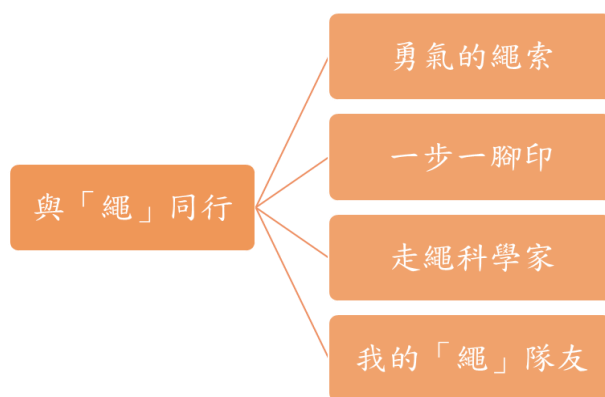 與「繩」同行
勇氣的繩索
一步一腳印
走繩科學家
我的「繩」隊友